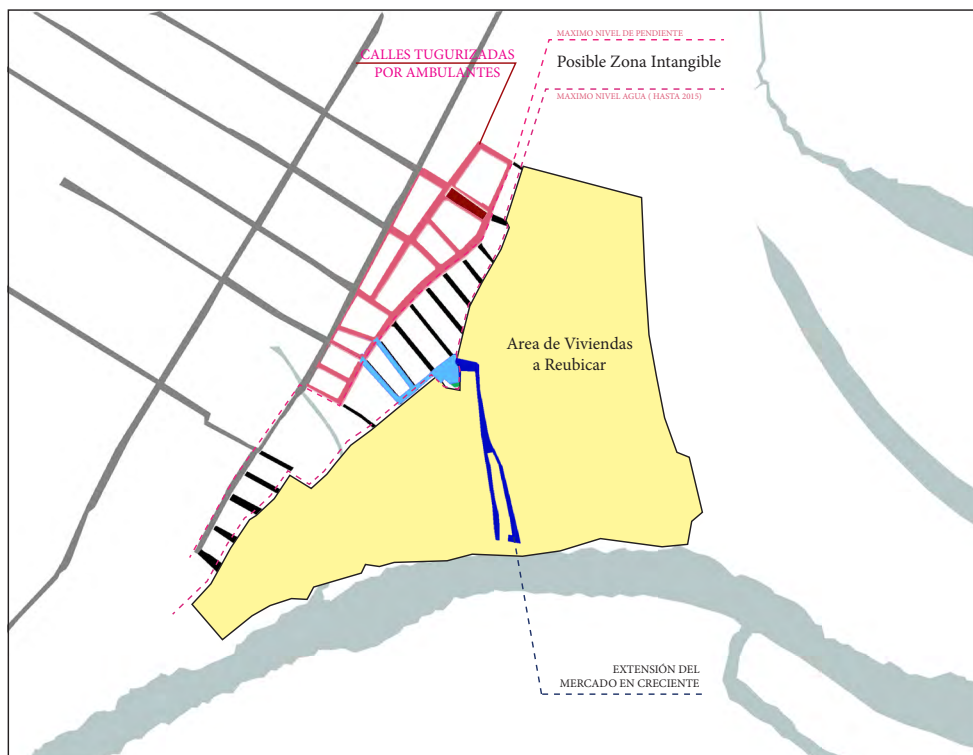 MAXIMO NIVEL DE PENDIENTE
Posible Zona Intangible
MAXIMO NIVEL AGUA ( HASTA 2015)
CALLES TUGURIZADAS
POR AMBULANTES
Area de Viviendas
a Reubicar
EXTENSIÓN DEL
MERCADO EN CRECIENTE